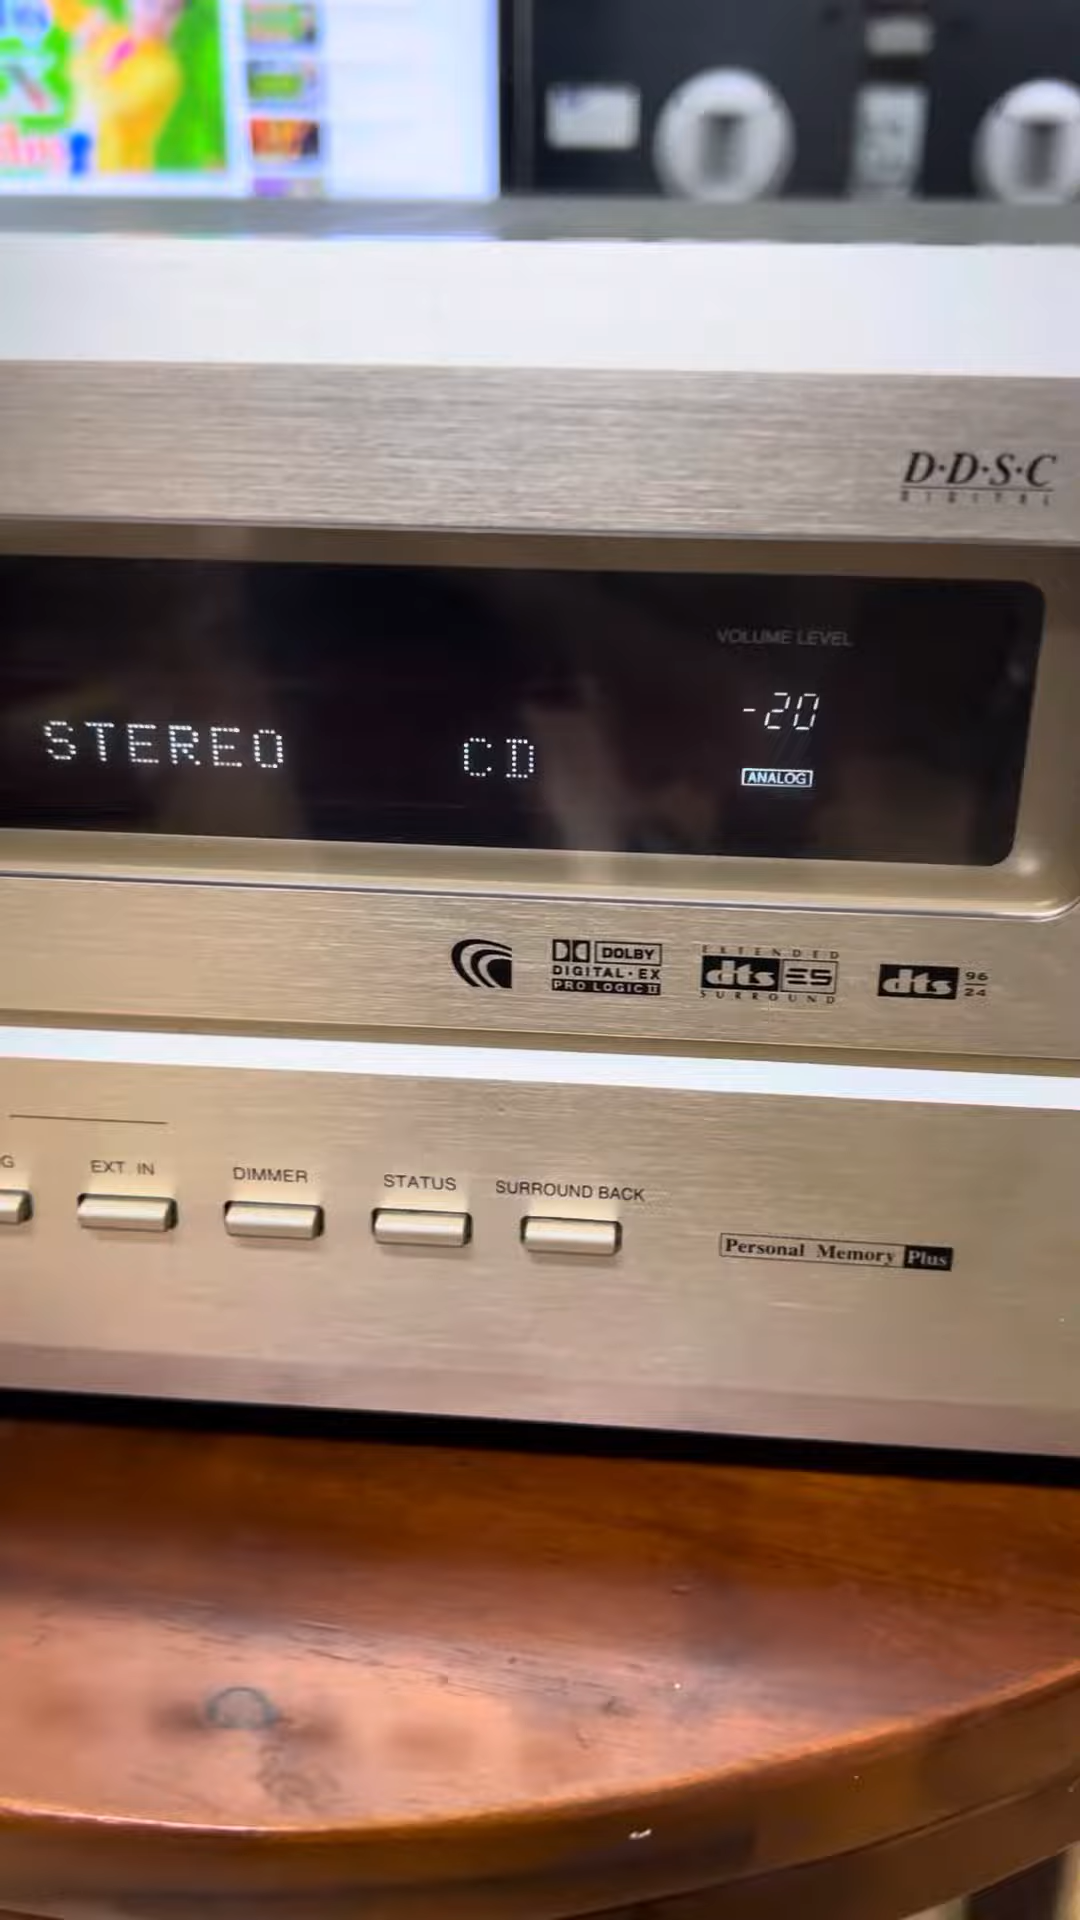 D·D·S·C
DIGITAL
VOLUME LEVEL
-20
STEREO CD
ANALOG
DOLBY
DIGITAL·EX
PRO LOGIC II
EXTENDED
dts ES
SURROUND
dts 96
24
G
EXT. IN
DIMMER
STATUS
SURROUND BACK
Personal Memory Plus